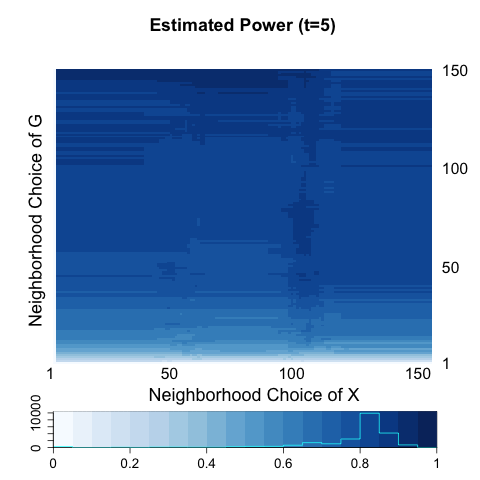 Estimated Power (t=5)
Neighborhood Choice of G
150
100
50
1
1 50 100 150
Neighborhood Choice of X
0 10000
0 0.2 0.4 0.6 0.8 1